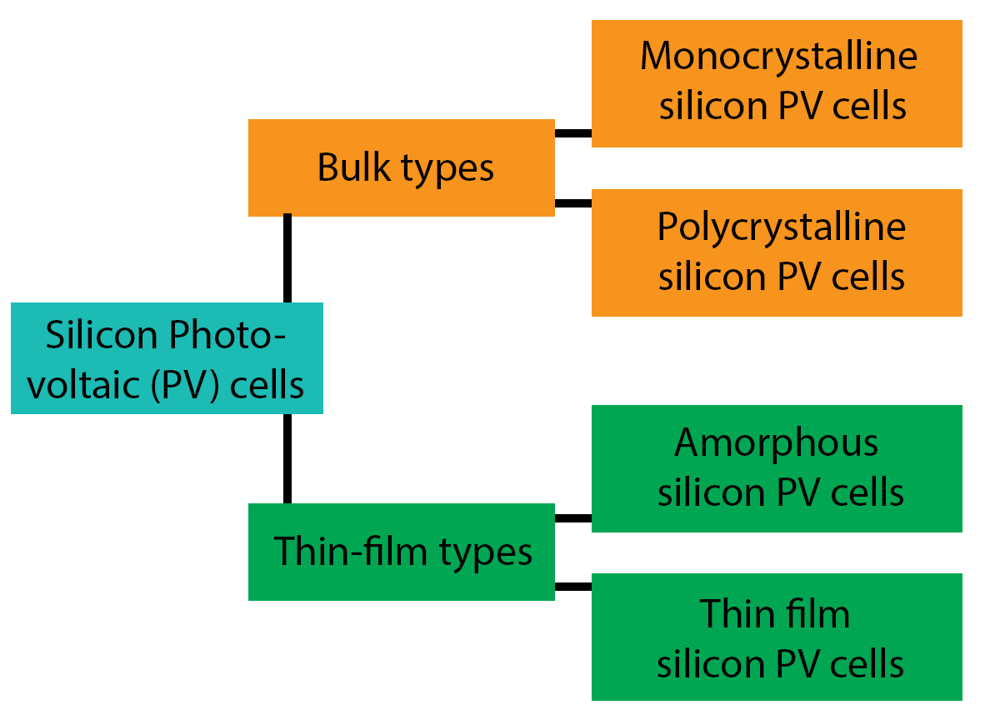 Monocrystalline
silicon PV cells
Bulk types
Polycrystalline
silicon PV cells
Silicon Photo-
voltaic (PV) cells
Amorphous
silicon PV cells
Thin-film types
Thin film
silicon PV cells